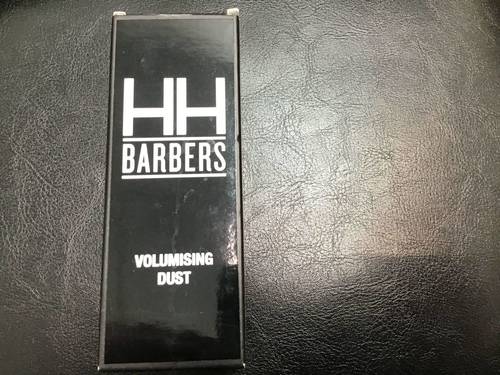 HH
BARBERS
VOLUMISING
DUST